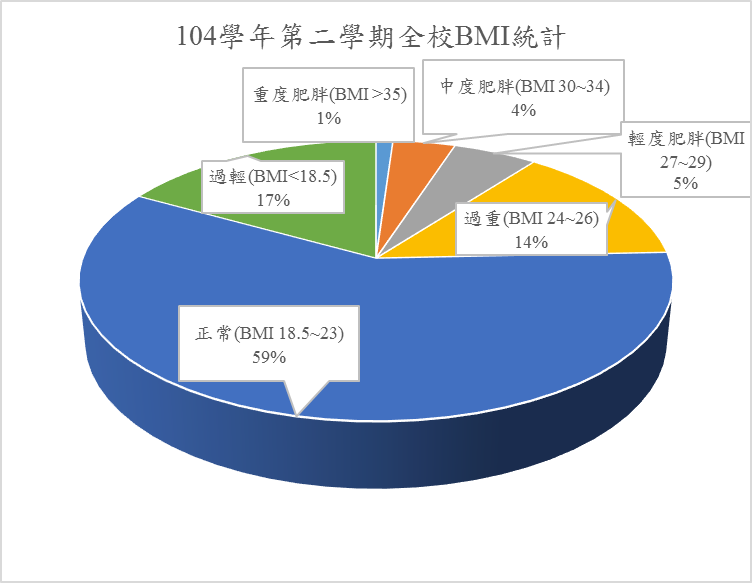 104學年第二學期全校BMI統計
重度肥胖(BMI >35)
1%
中度肥胖(BMI 30~34)
4%
輕度肥胖(BMI
27~29)
5%
過輕(BMI<18.5)
17%
過重(BMI 24~26)
14%
正常(BMI 18.5~23)
59%